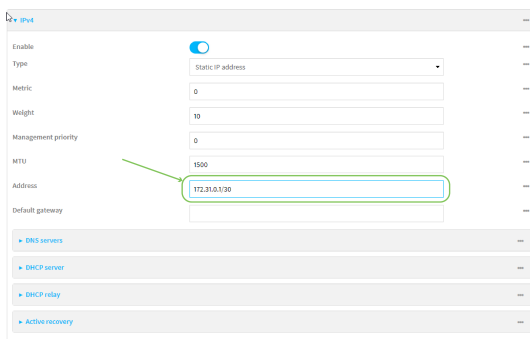 ▾ IPv4
Enable
Type Static IP address
Metric 0
Weight 10
Management priority 0
MTU 1500
Address 172.31.0.1/30
Default gateway
▸ DNS servers
▸ DHCP server
▸ DHCP relay
▸ Active recovery